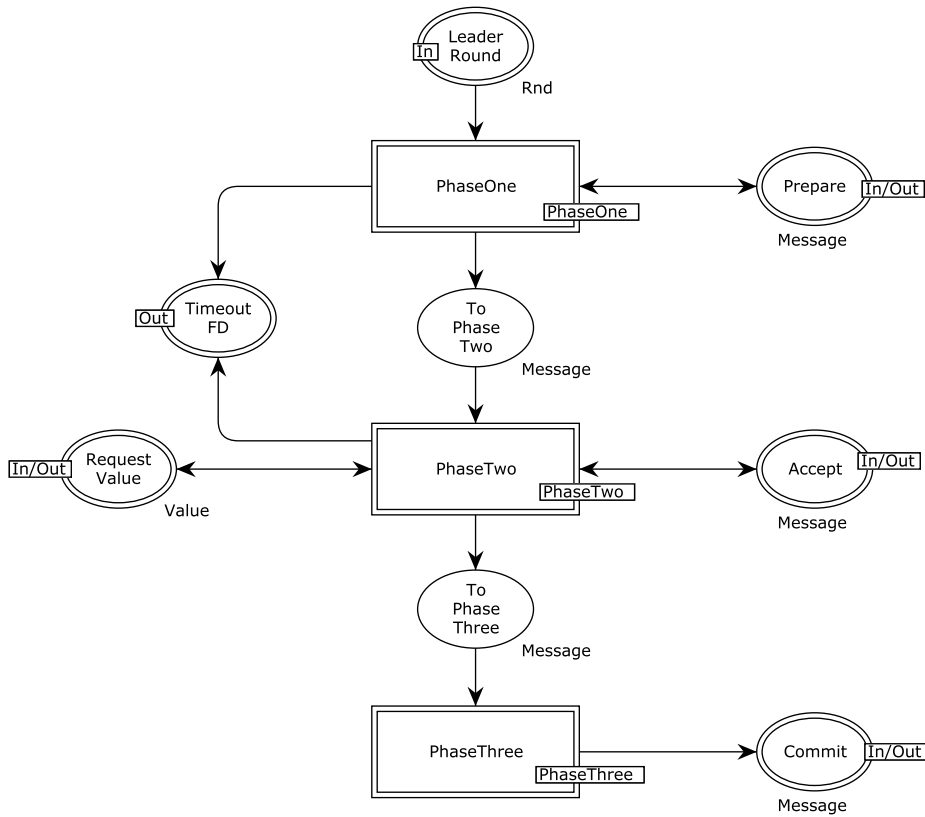 Leader
Round
In
Rnd
PhaseOne
PhaseOne
Prepare
In/Out
Message
Timeout
FD
Out
To
Phase
Two
Message
Request
Value
In/Out
Value
PhaseTwo
PhaseTwo
Accept
In/Out
Message
To
Phase
Three
Message
PhaseThree
PhaseThree
Commit
In/Out
Message